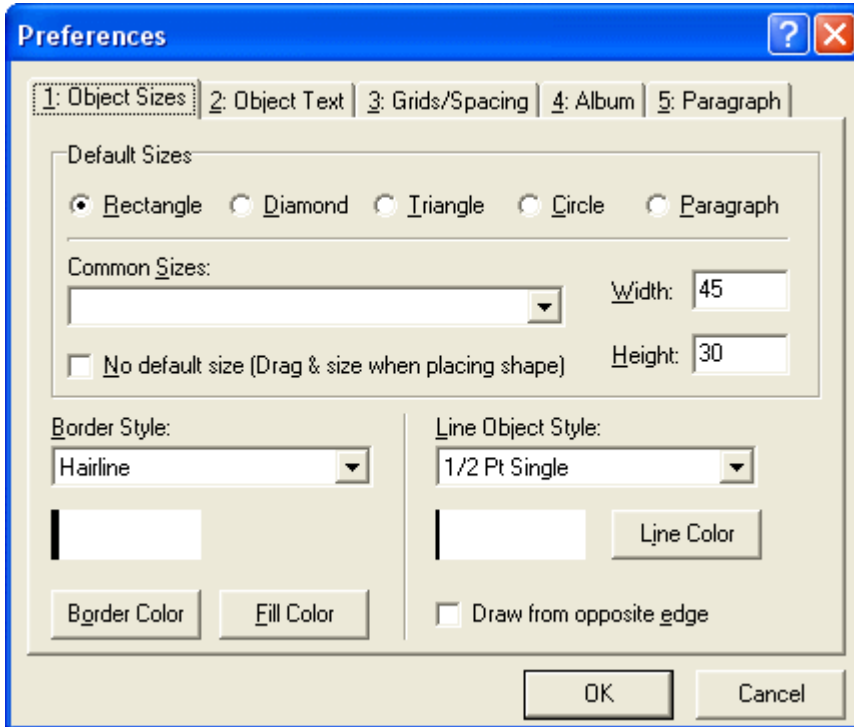 Preferences
1: Object Sizes 2: Object Text 3: Grids/Spacing 4: Album 5: Paragraph
Default Sizes
Rectangle Diamond Triangle Circle Paragraph
Common Sizes:
Width: 45
No default size (Drag & size when placing shape)
Height: 30
Border Style:
Hairline
Line Object Style:
1/2 Pt Single
Line Color
Border Color Fill Color
Draw from opposite edge
OK Cancel